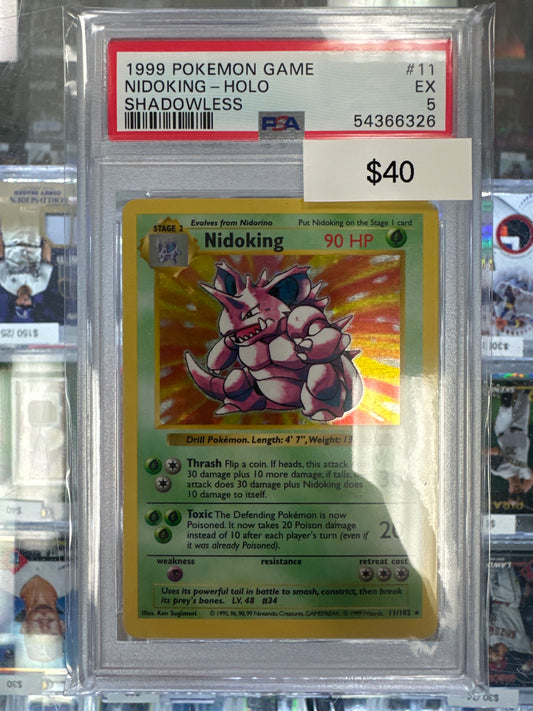 1999 POKEMON GAME #11
NIDOKING – HOLO EX
SHADOWLESS 5
PSA 54366326
$40
STAGE 2 Evolves from Nidorino Put Nidoking on the Stage 1 card
Nidoking 90 HP
Drill Pokémon. Length: 4' 7", Weight: 13
Thrash Flip a coin. If heads, this attack
30 damage plus 10 more damage; if tails,
attack does 30 damage plus Nidoking does
10 damage to itself.
Toxic The Defending Pokémon is now
Poisoned. It now takes 20 Poison damage
instead of 10 after each player's turn (even if
it was already Poisoned).
20
weakness resistance retreat cost
Uses its powerful tail in battle to smash, constrict, then break
its prey's bones. LV. 48 #34
Illus. Ken Sugimori © 1995, 96, 98, 99 Nintendo, Creatures, GAMEFREAK. © 1999 Wizards. 11/102
$150
$40
$30